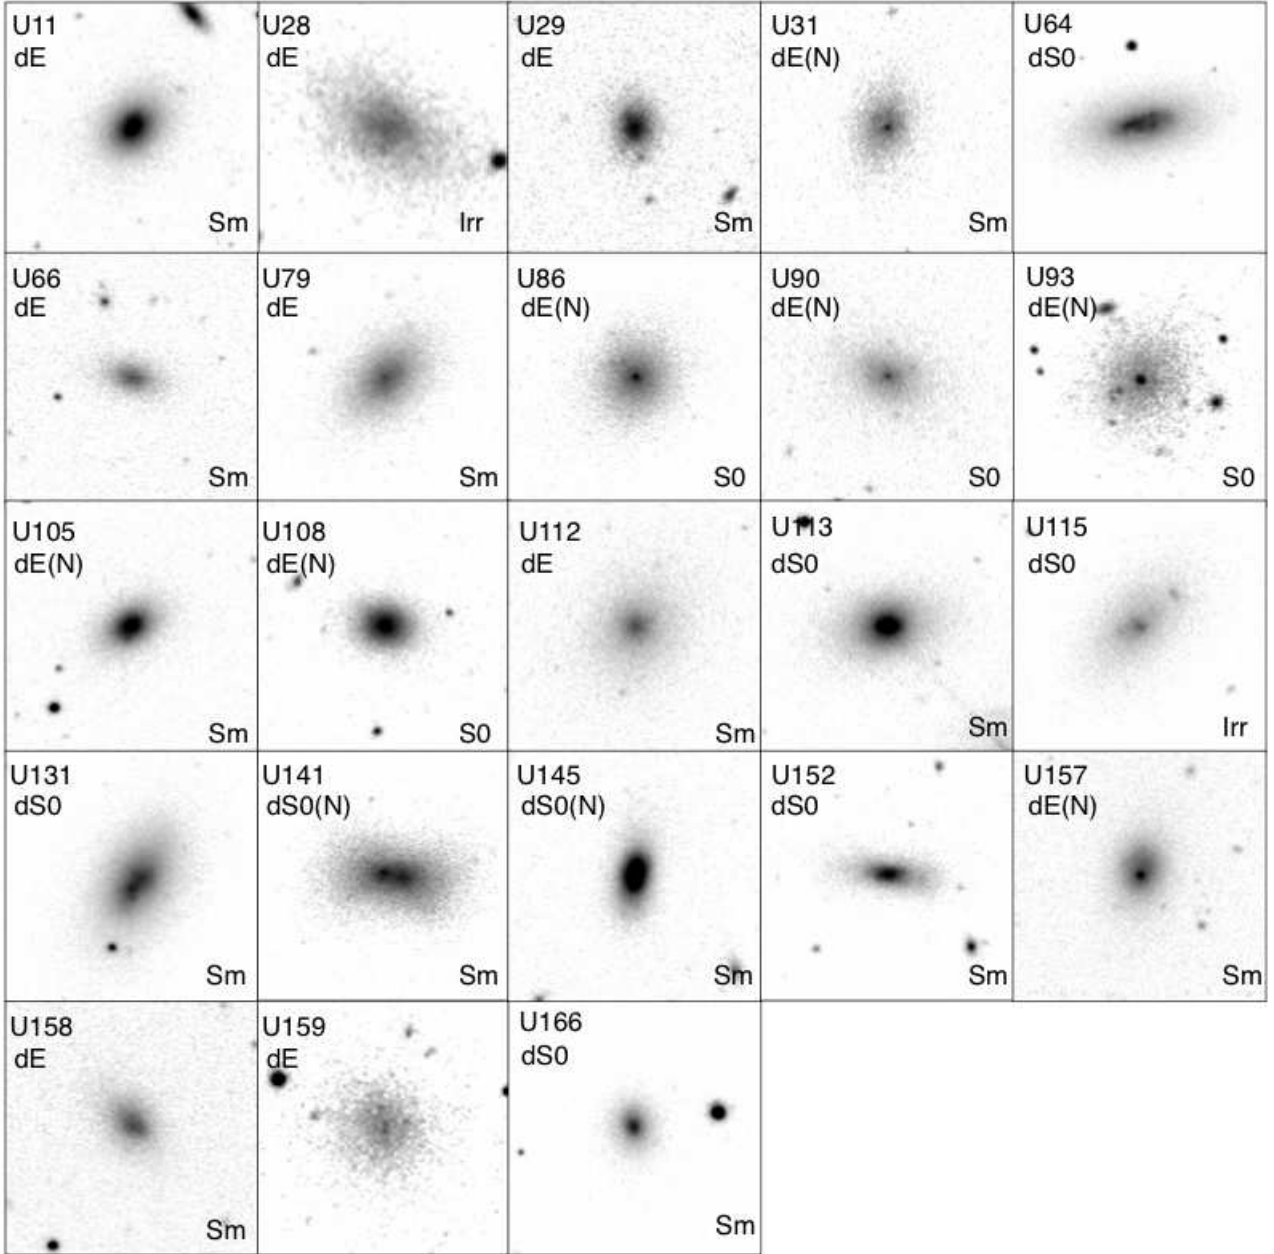 U11
dE
Sm
U28
dE
Irr
U29
dE
Sm
U31
dE(N)
Sm
U64
dS0
U66
dE
Sm
U79
dE
Sm
U86
dE(N)
S0
U90
dE(N)
S0
U93
dE(N)
S0
U105
dE(N)
Sm
U108
dE(N)
S0
U112
dE
Sm
U113
dS0
Sm
U115
dS0
Irr
U131
dS0
Sm
U141
dS0(N)
Sm
U145
dS0(N)
Sm
U152
dS0
Sm
U157
dE(N)
Sm
U158
dE
Sm
U159
dE
U166
dS0
Sm